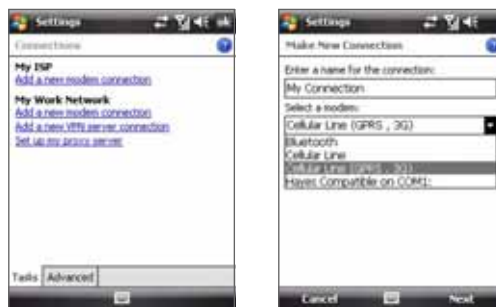 Settings
ok
Connections
My ISP
Add a new modem connection
My Work Network
Add a new modem connection
Add a new VPN server connection
Set up my proxy server
Tasks
Advanced
Settings
Make New Connection
Enter a name for the connection:
My Connection
Select a modem:
Cellular Line (GPRS , 3G)
Bluetooth
Cellular Line
Cellular Line (GPRS , 3G)
Hayes Compatible on COM1:
Cancel
Next